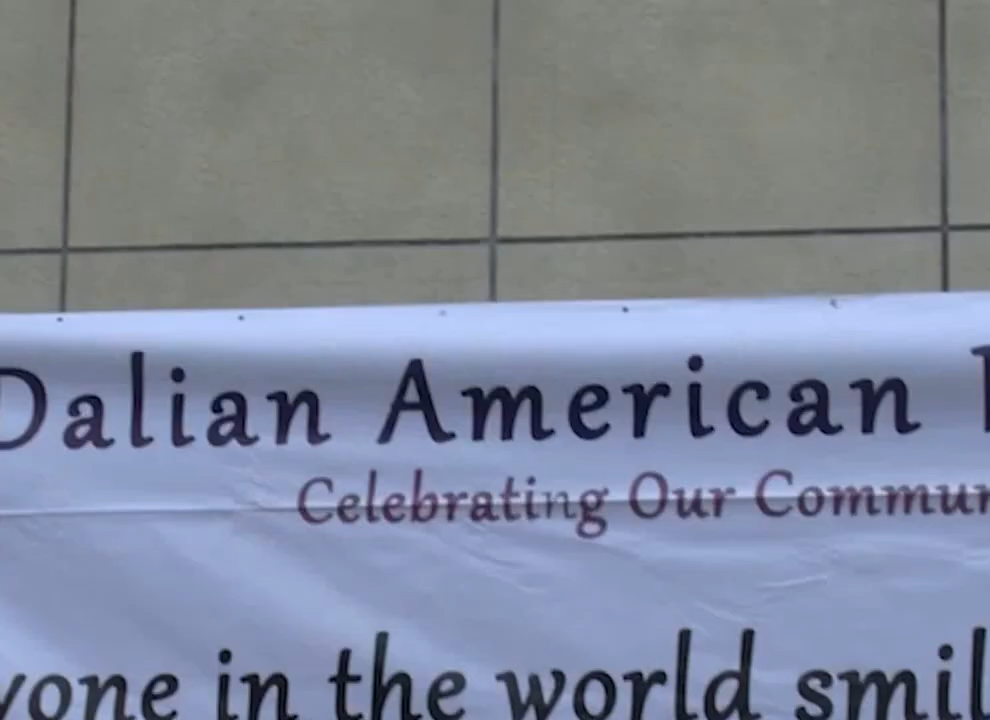 Dalian American
Celebrating Our Commun
yone in the world smil